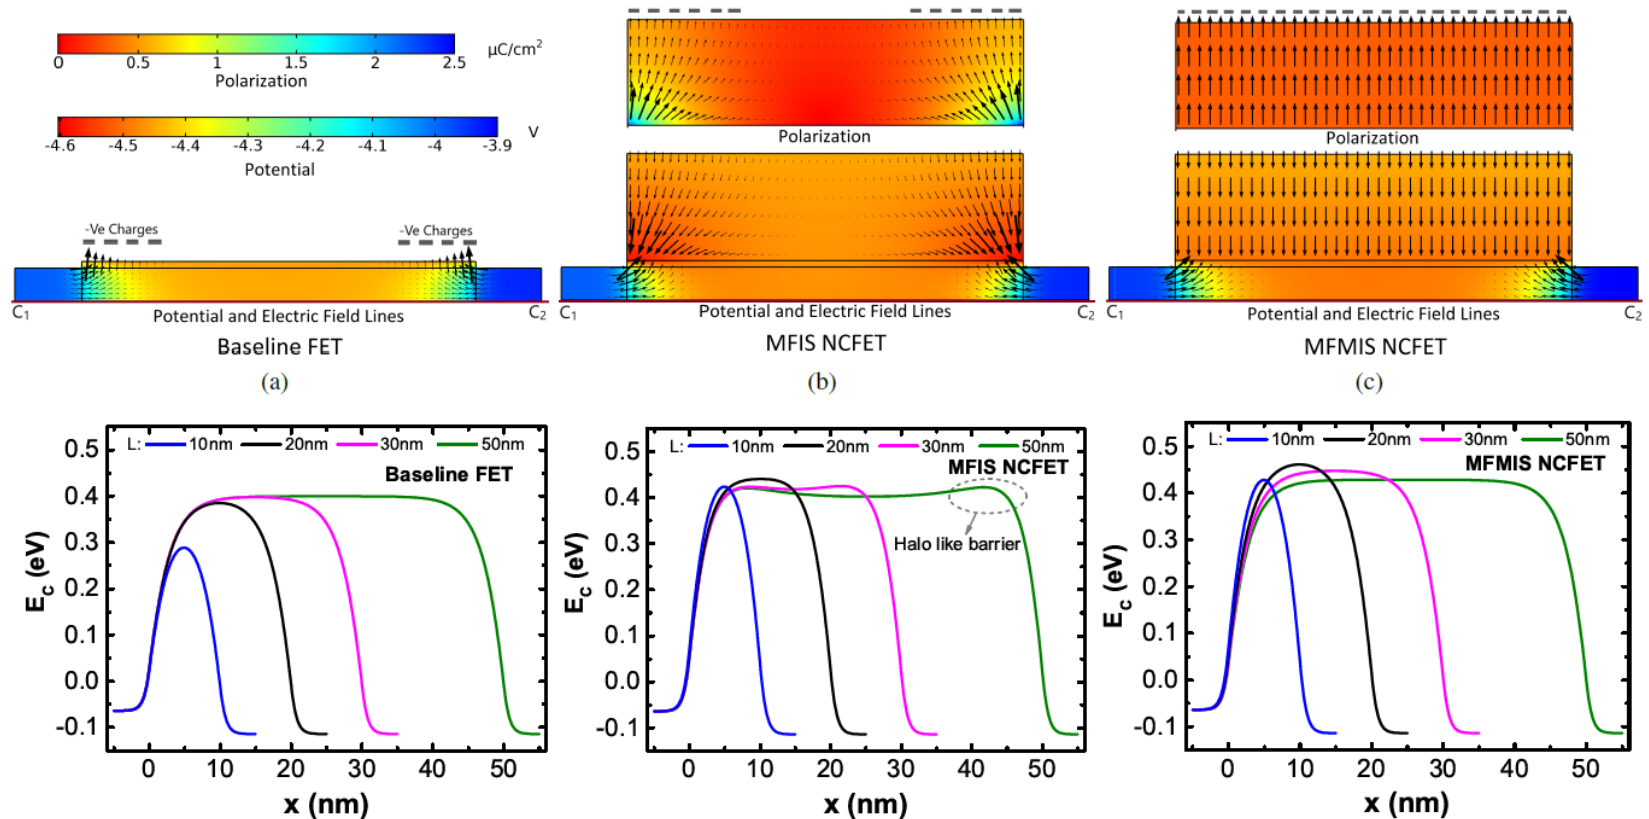 μC/cm²
0 0.5 1 1.5 2 2.5
Polarization
V
-4.6 -4.5 -4.4 -4.3 -4.2 -4.1 -4 -3.9
Potential
-Ve Charges -Ve Charges
C₁ C₂
Potential and Electric Field Lines
Baseline FET
(a)
Polarization
C₁ C₂
Potential and Electric Field Lines
MFIS NCFET
(b)
Polarization
C₁ C₂
Potential and Electric Field Lines
MFMIS NCFET
(c)
L: 10nm 20nm 30nm 50nm
Baseline FET
0.5
0.4
0.3
0.2
0.1
0.0
-0.1
E_C (eV)
0 10 20 30 40 50
x (nm)
L: 10nm 20nm 30nm 50nm
MFIS NCFET
Halo like barrier
0.5
0.4
0.3
0.2
0.1
0.0
-0.1
E_C (eV)
0 10 20 30 40 50
x (nm)
L: 10nm 20nm 30nm 50nm
MFMIS NCFET
0.5
0.4
0.3
0.2
0.1
0.0
-0.1
E_C (eV)
0 10 20 30 40 50
x (nm)